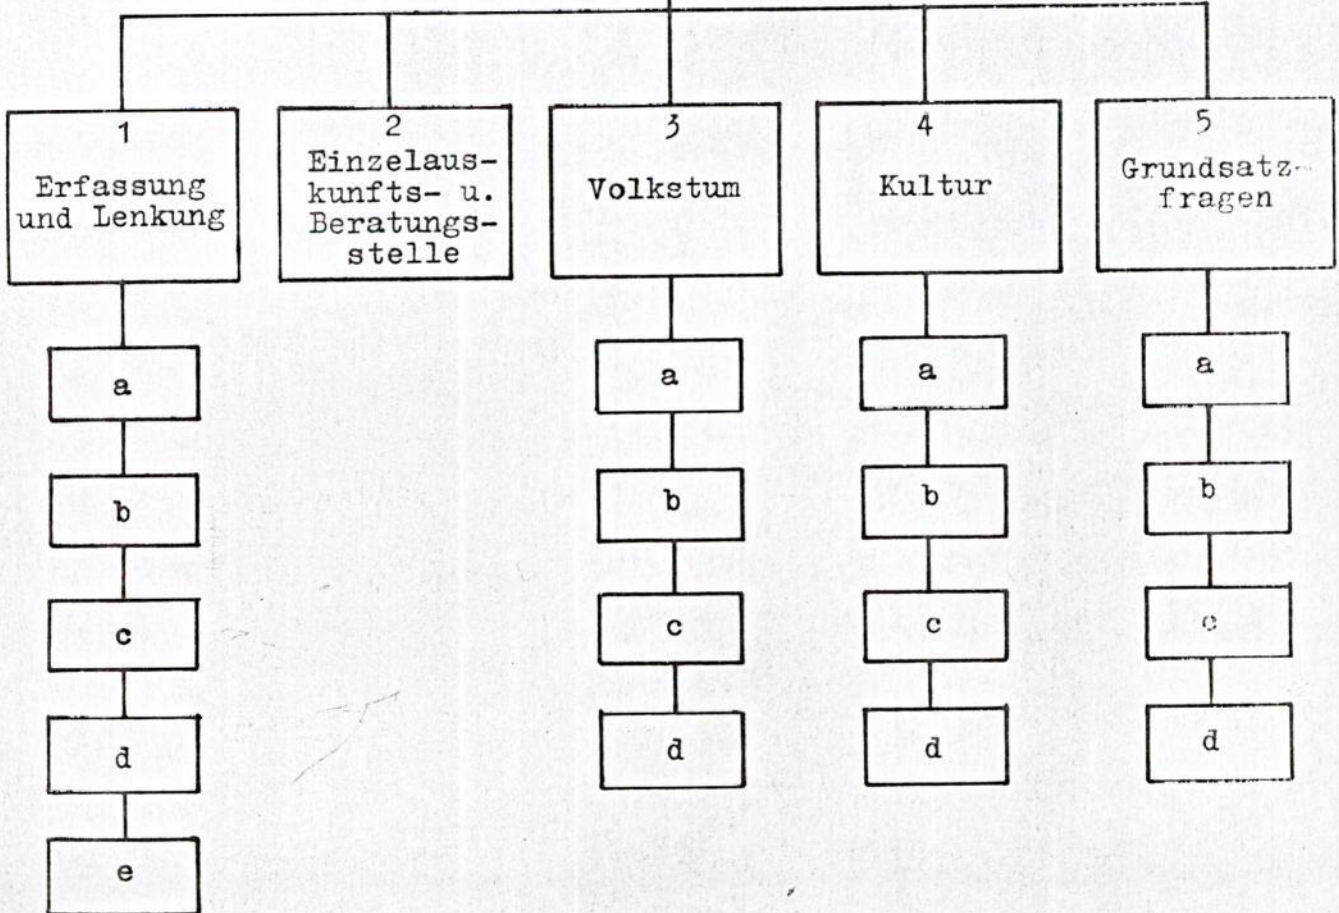 1
Erfassung
und Lenkung
a
b
c
d
e
2
Einzelaus-
kunfts- u.
Beratungs-
stelle
3
Volkstum
a
b
c
d
4
Kultur
a
b
c
d
5
Grundsatz-
fragen
a
b
c
d